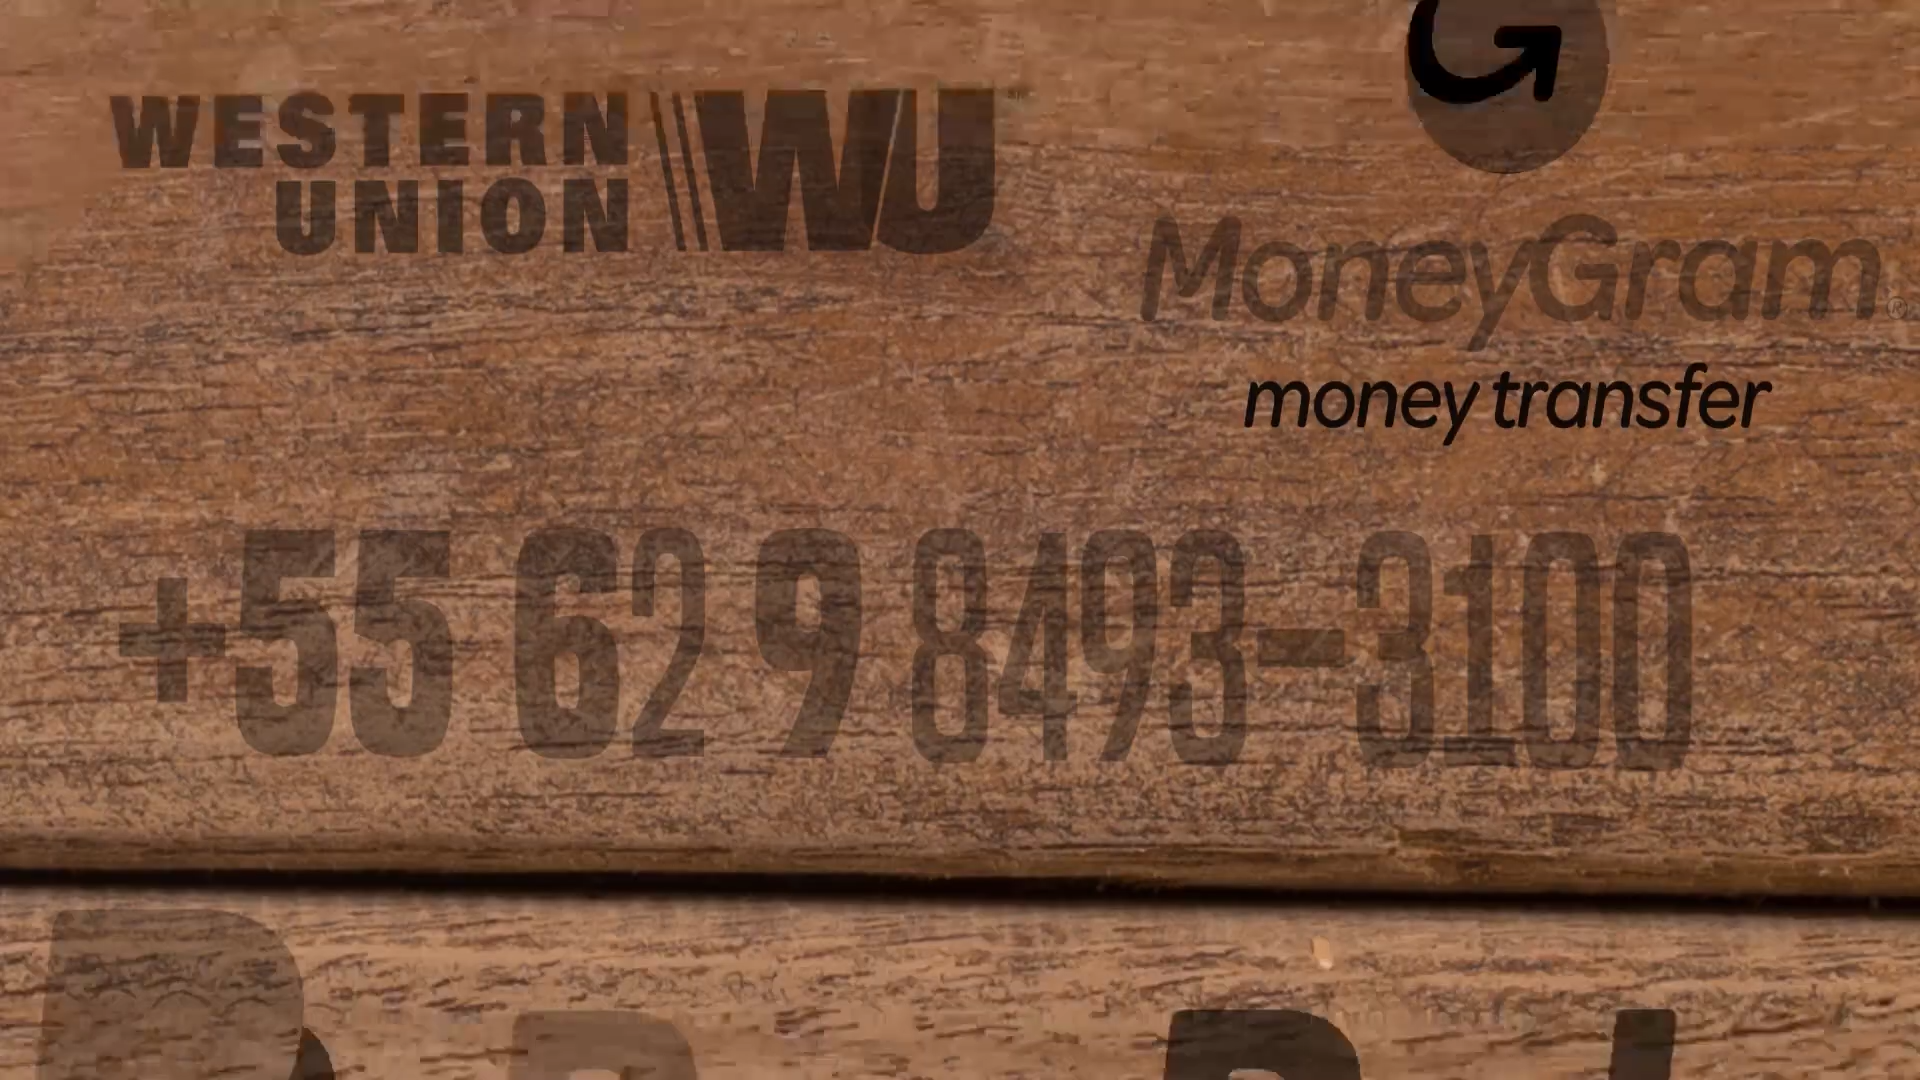 WESTERN
UNION WU
MoneyGram®
money transfer
+55 62 9 8493-3100